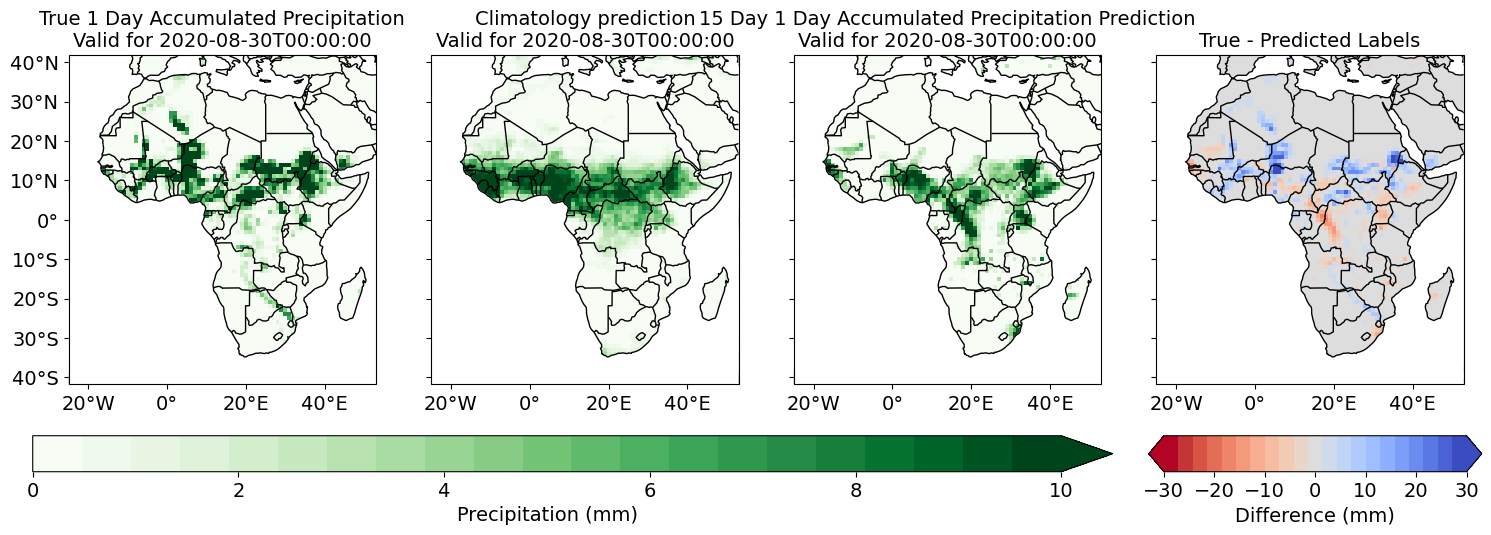 True 1 Day Accumulated Precipitation
Valid for 2020-08-30T00:00:00
Climatology prediction
Valid for 2020-08-30T00:00:00
15 Day 1 Day Accumulated Precipitation Prediction
Valid for 2020-08-30T00:00:00
True - Predicted Labels
40°N
30°N
20°N
10°N
0°
10°S
20°S
30°S
40°S
20°W 0° 20°E 40°E
20°W 0° 20°E 40°E
20°W 0° 20°E 40°E
20°W 0° 20°E 40°E
0 2 4 6 8 10
Precipitation (mm)
−30 −20 −10 0 10 20 30
Difference (mm)